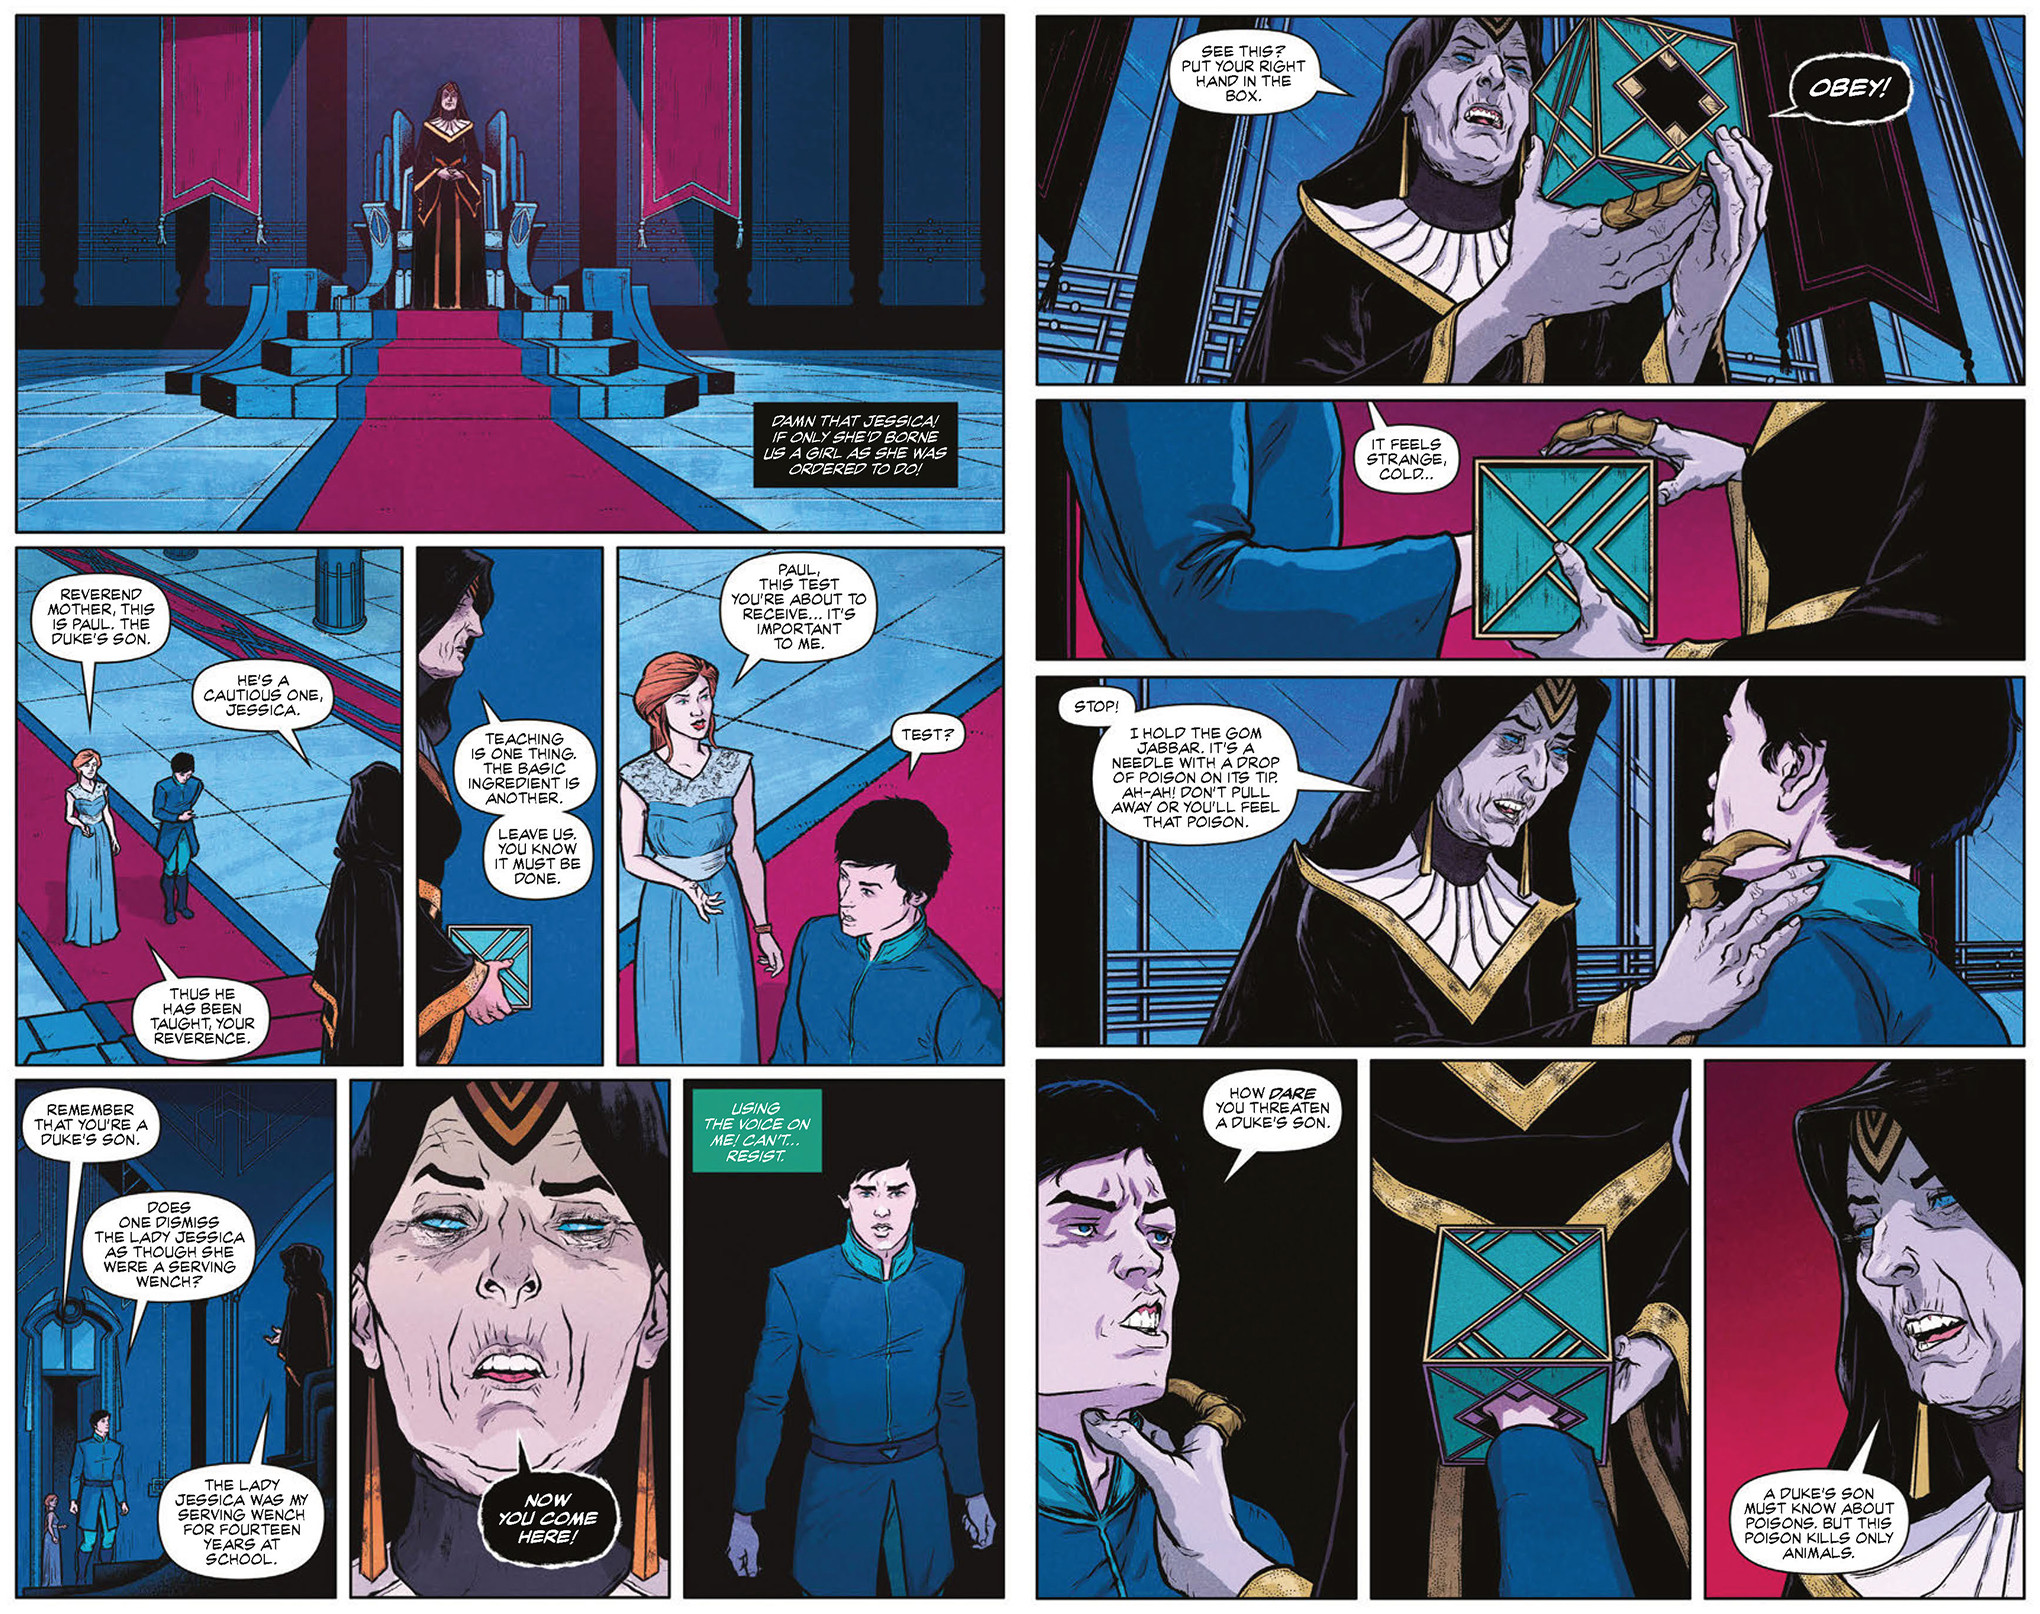 DAMN THAT JESSICA!
IF ONLY SHE'D BORNE
US A GIRL AS SHE WAS
ORDERED TO DO!
REVEREND
MOTHER, THIS
IS PAUL. THE
DUKE'S SON.
HE'S A
CAUTIOUS ONE,
JESSICA.
THUS HE
HAS BEEN
TAUGHT, YOUR
REVERENCE.
TEACHING
IS ONE THING.
THE BASIC
INGREDIENT IS
ANOTHER.
LEAVE US.
YOU KNOW
IT MUST BE
DONE.
PAUL,
THIS TEST
YOU'RE ABOUT TO
RECEIVE... IT'S
IMPORTANT
TO ME.
TEST?
REMEMBER
THAT YOU'RE A
DUKE'S SON.
DOES
ONE DISMISS
THE LADY JESSICA
AS THOUGH SHE
WERE A SERVING
WENCH?
THE LADY
JESSICA WAS MY
SERVING WENCH
FOR FOURTEEN
YEARS AT
SCHOOL.
NOW
YOU COME
HERE!
USING
THE VOICE ON
ME! CAN'T...
RESIST.
SEE THIS?
PUT YOUR RIGHT
HAND IN THE
BOX.
OBEY!
IT FEELS
STRANGE,
COLD...
STOP!
I HOLD THE GOM
JABBAR. IT'S A
NEEDLE WITH A DROP
OF POISON ON ITS TIP.
AH-AH! DON'T PULL
AWAY OR YOU'LL FEEL
THAT POISON.
HOW DARE
YOU THREATEN
A DUKE'S SON.
A DUKE'S SON
MUST KNOW ABOUT
POISONS. BUT THIS
POISON KILLS ONLY
ANIMALS.